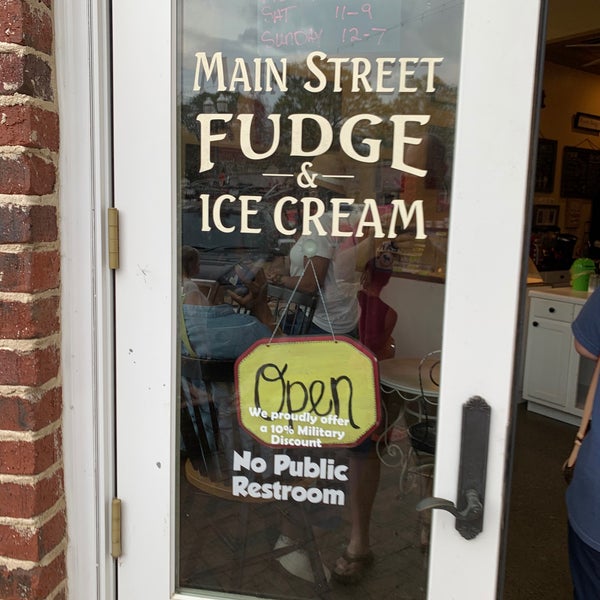 SAT 11-9
SUNDAY 12-7
MAIN STREET
FUDGE
&
ICE CREAM
Open
We proudly offer
a 10% Military
Discount
No Public
Restroom